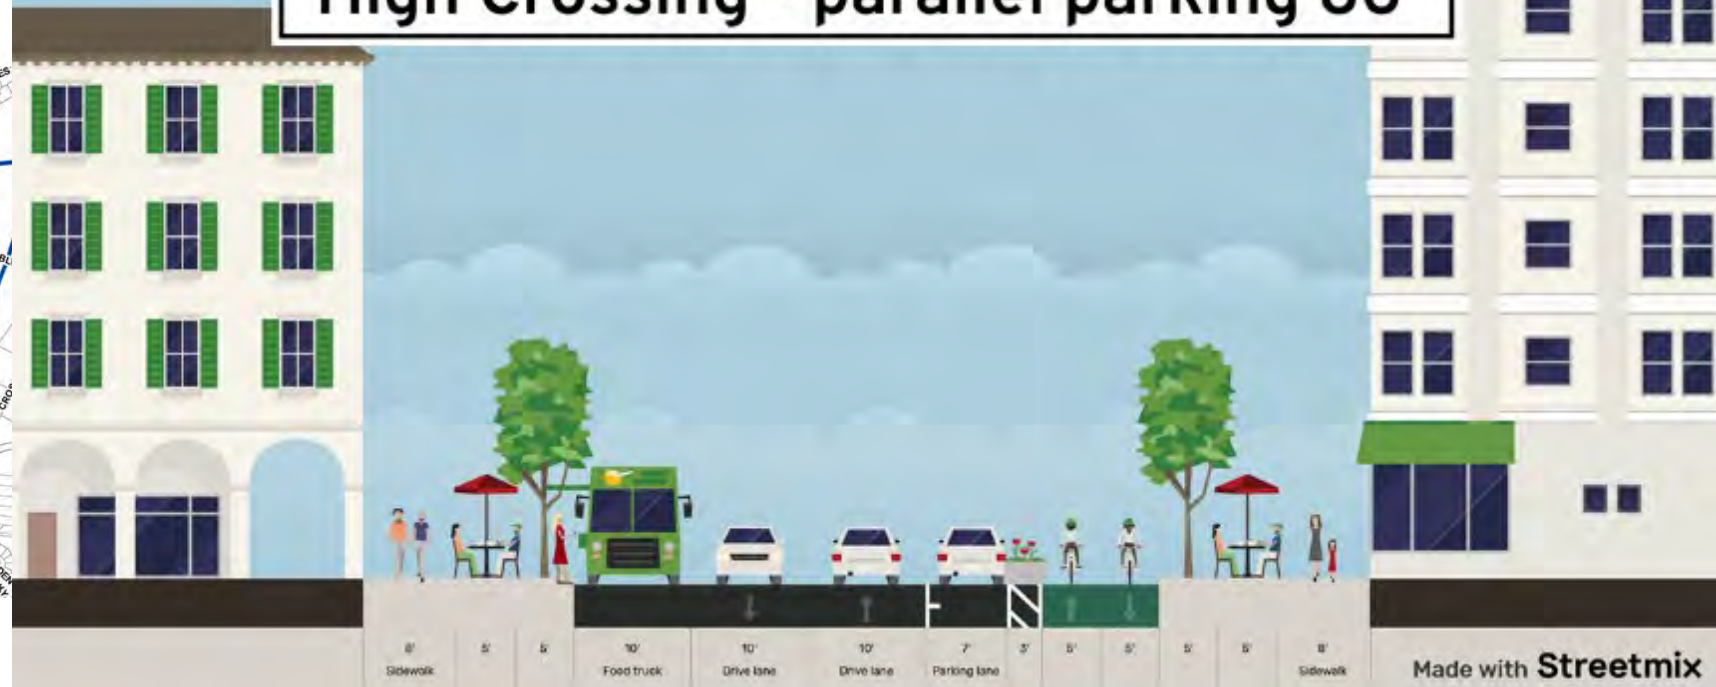 High Crossing - parallel parking
8' 5' 5' 10' 10' 10' 7' 3' 5' 5' 5' 5' 8'
Sidewalk Food truck Drive lane Drive lane Parking lane Sidewalk
Made with Streetmix